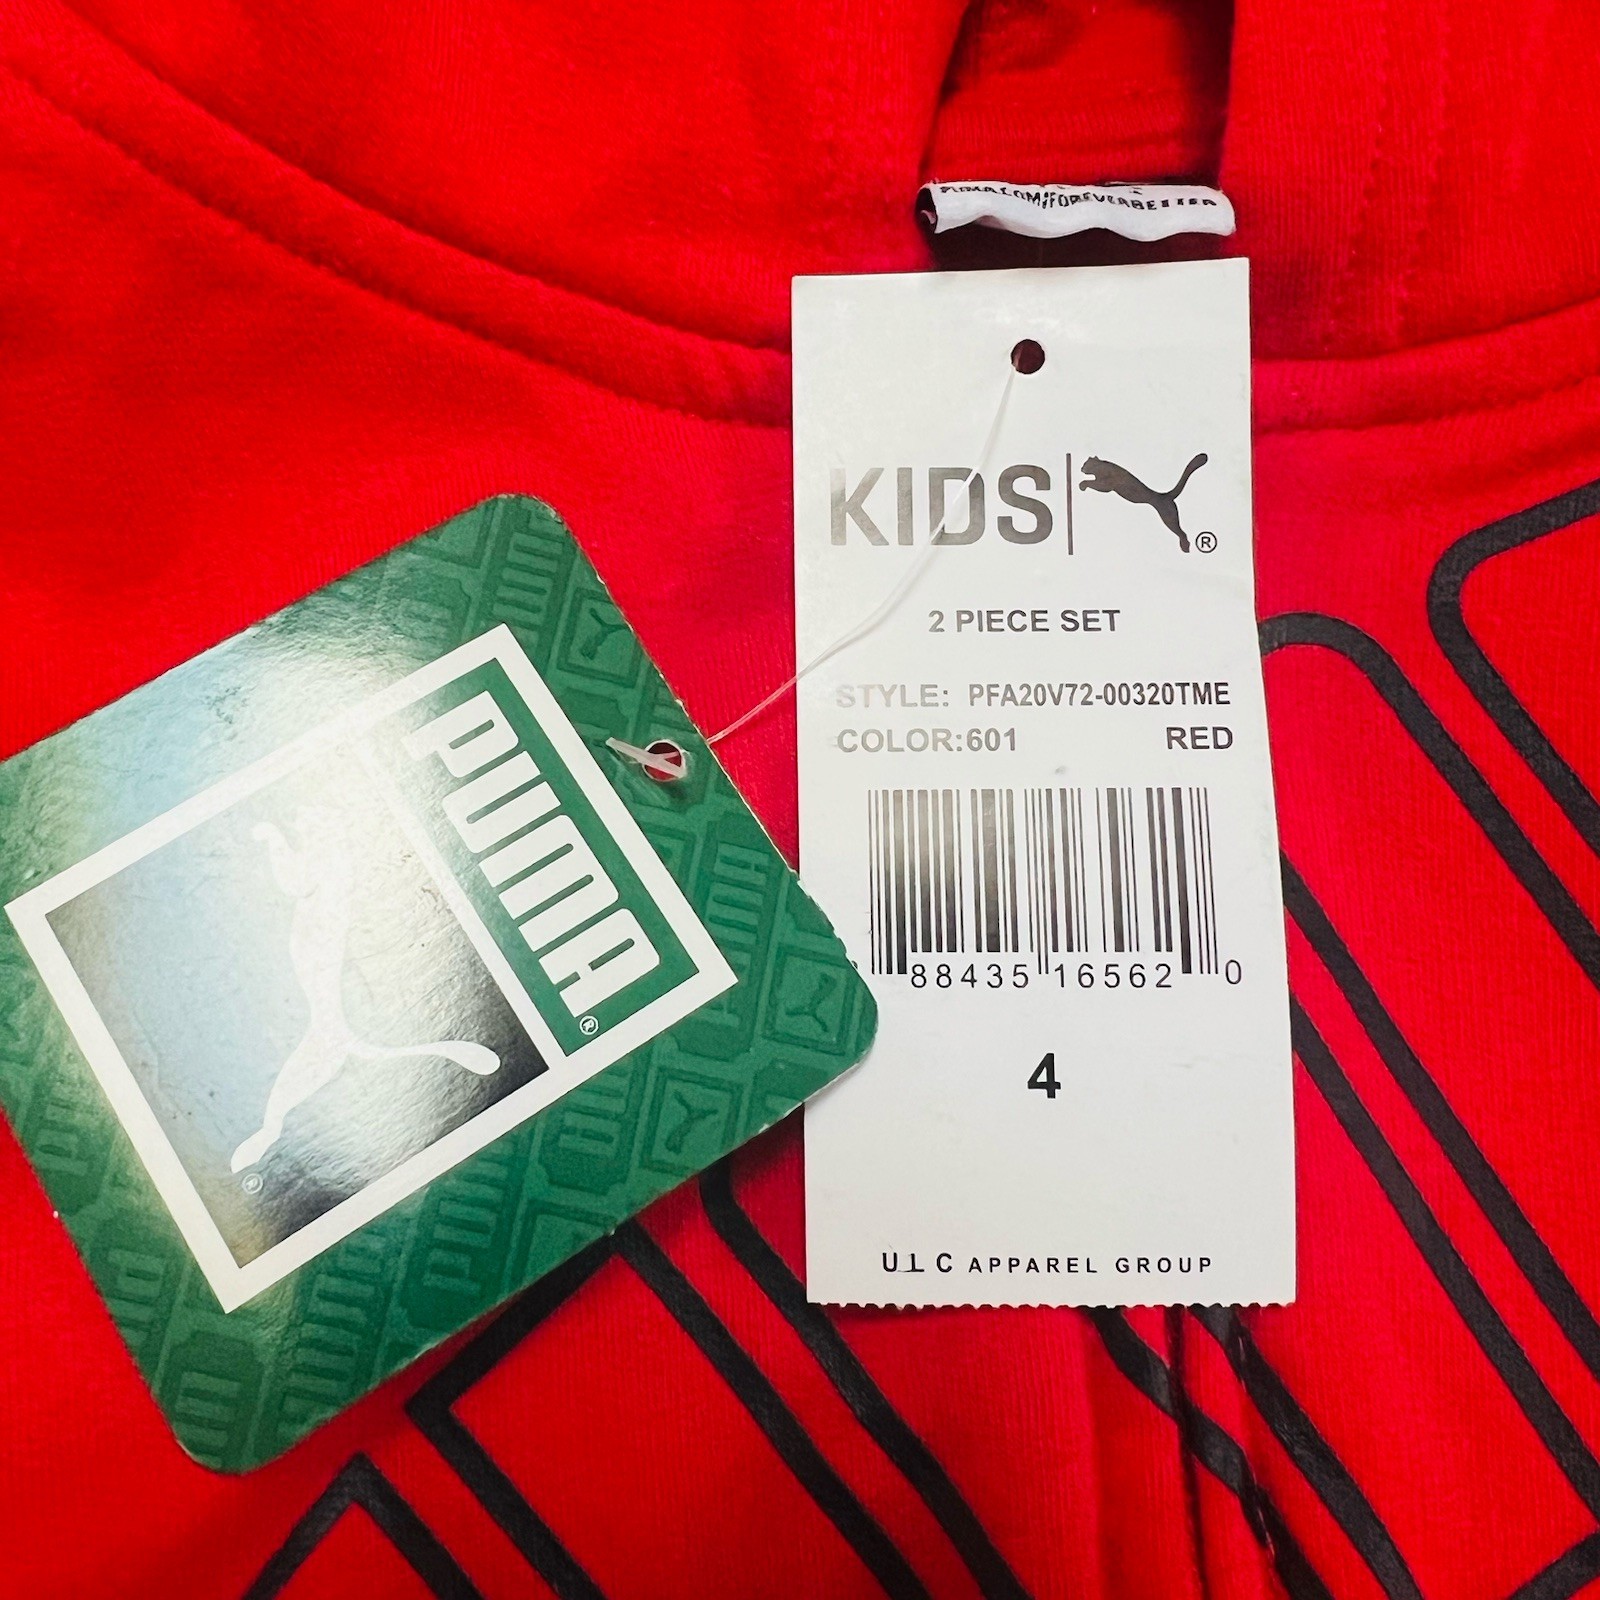 KIDS ®
2 PIECE SET
STYLE: PFA20V72-00320TME
COLOR:601 RED
88435 16562 0
4
APPAREL GROUP
PUMA®
®